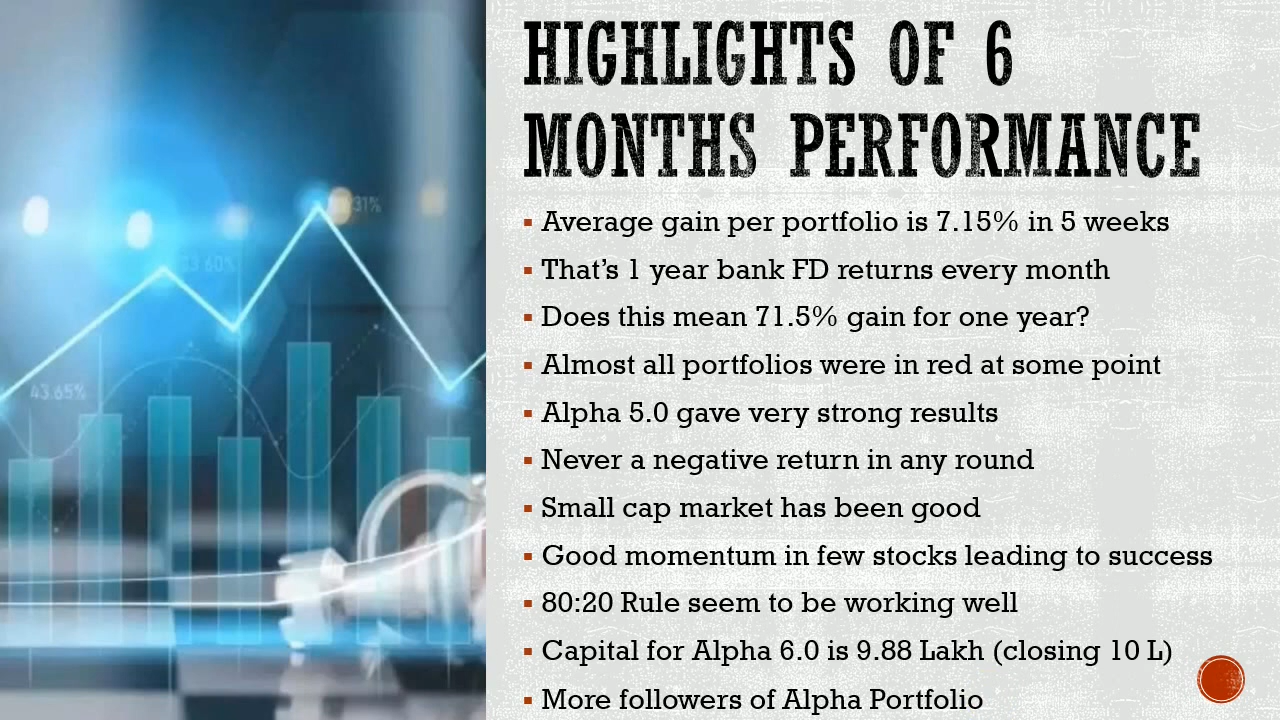 HIGHLIGHTS OF 6
MONTHS PERFORMANCE
▪ Average gain per portfolio is 7.15% in 5 weeks
▪ That’s 1 year bank FD returns every month
▪ Does this mean 71.5% gain for one year?
▪ Almost all portfolios were in red at some point
▪ Alpha 5.0 gave very strong results
▪ Never a negative return in any round
▪ Small cap market has been good
▪ Good momentum in few stocks leading to success
▪ 80:20 Rule seem to be working well
▪ Capital for Alpha 6.0 is 9.88 Lakh (closing 10 L)
▪ More followers of Alpha Portfolio
43.65%